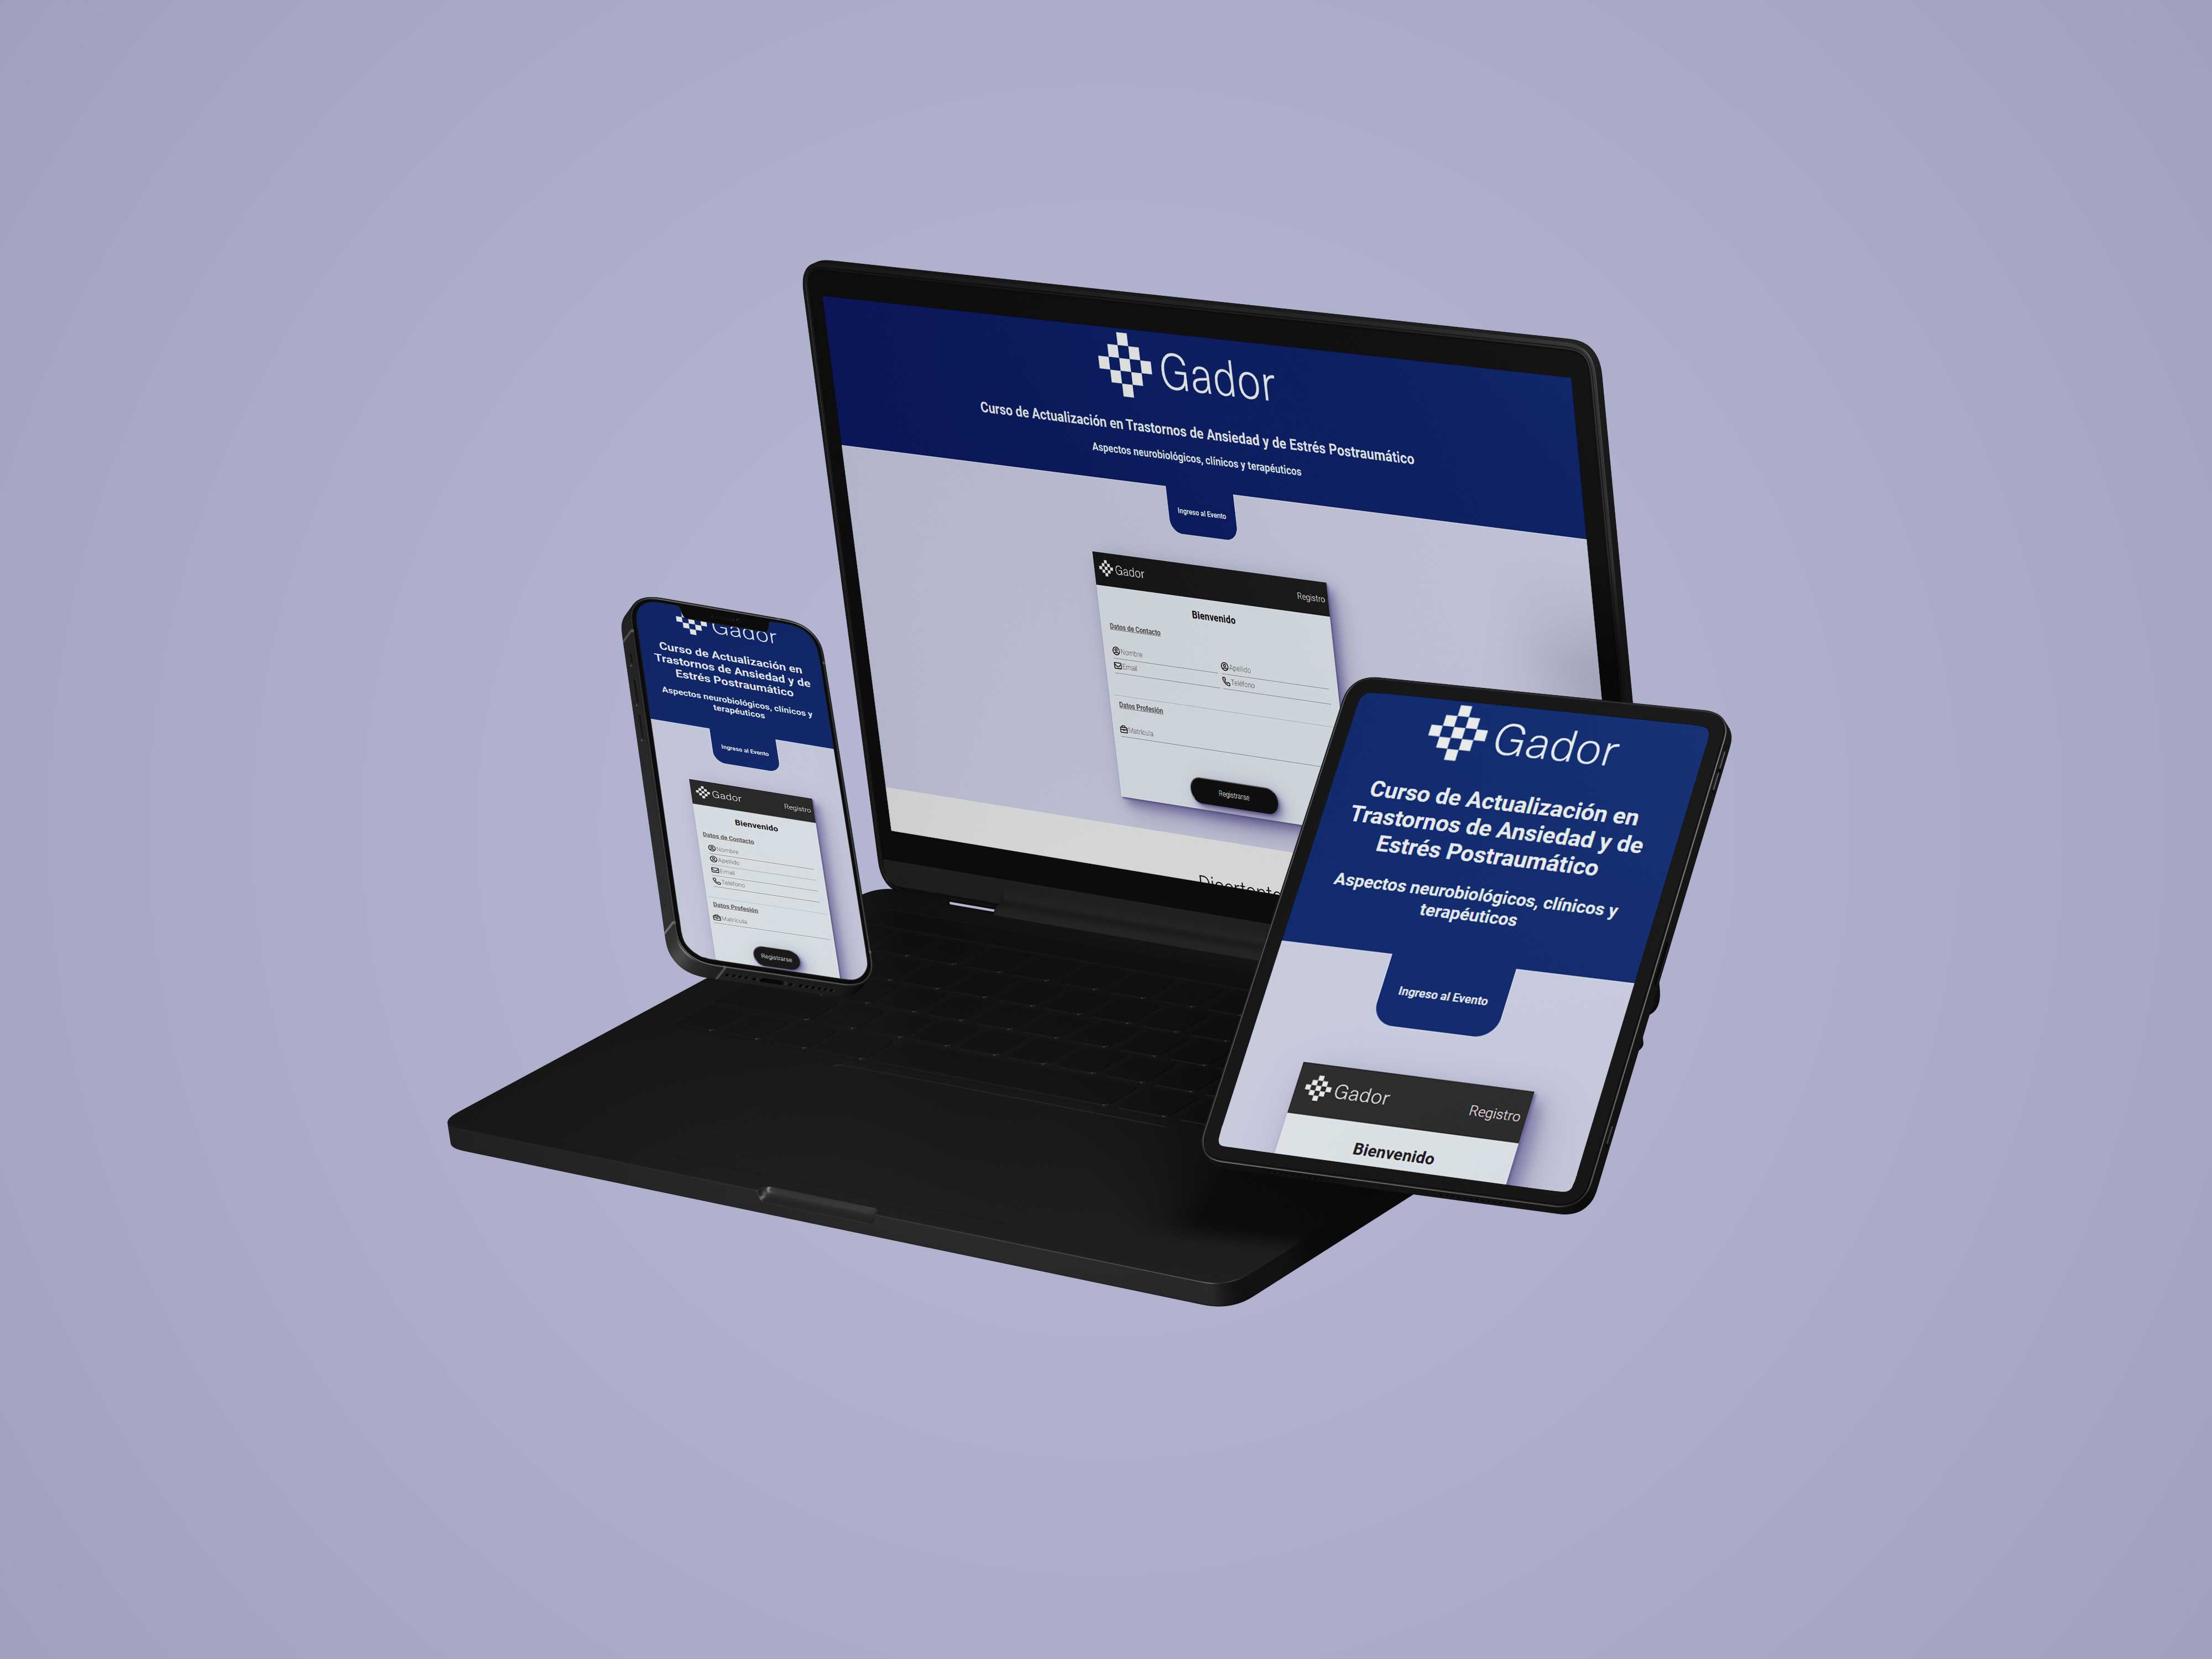 Gador
Curso de Actualización en Trastornos de Ansiedad y de Estrés Postraumático
Aspectos neurobiológicos, clínicos y terapéuticos
Ingreso al Evento
Gador
Registro
Bienvenido
Datos de Contacto
Nombre
Apelido
Email
Teléfono
Datos Profesión
Matrícula
Registrarse
Gador
Curso de Actualización en
Trastornos de Ansiedad y de
Estrés Postraumático
Aspectos neurobiológicos, clínicos y
terapéuticos
Ingreso al Evento
Gador
Registro
Bienvenido
Datos de Contacto
Nombre
Apelido
Email
Teléfono
Datos Profesión
Matrícula
Registrarse
Gador
Curso de Actualización en
Trastornos de Ansiedad y de
Estrés Postraumático
Aspectos neurobiológicos, clínicos y
terapéuticos
Ingreso al Evento
Gador
Registro
Bienvenido